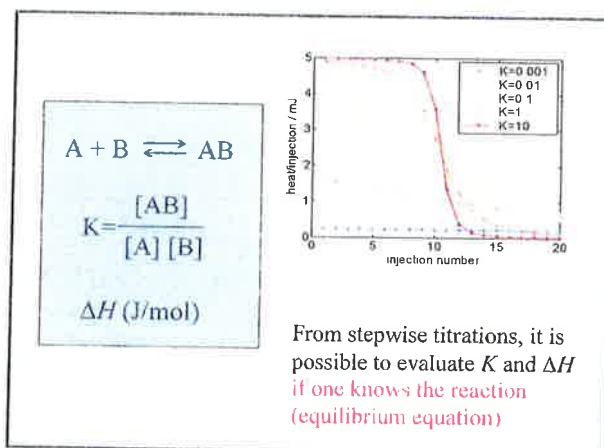 A + B ⇌ AB
K=
[AB]
[A] [B]
ΔH (J/mol)
5
4
3
2
1
0
heat/injection / mJ
0
5
10
15
20
injection number
K=0 001
K=0 01
K=0 1
K=1
K=10
From stepwise titrations, it is
possible to evaluate K and ΔH
if one knows the reaction
(equilibrium equation)